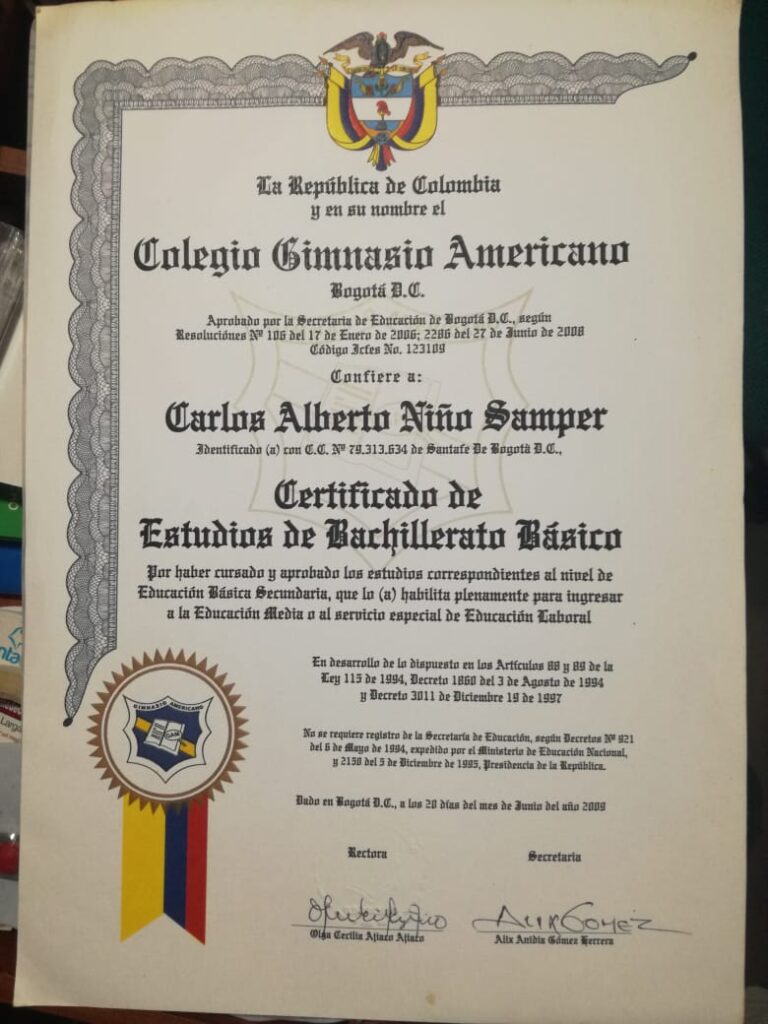 La República de Colombia
y en su nombre el
Colegio Gimnasio Americano
Bogotá D.C.
Aprobado por la Secretaria de Educación de Bogotá D.C., según
Resoluciónes Nº 106 del 17 de Enero de 2006; 2286 del 27 de Junio de 2008
Código Icfes No. 123109
Confiere a:
Carlos Alberto Niño Samper
Identificado (a) con C.C. Nº 79.313.634 de Santafe De Bogotà D.C.,
Certificado de
Estudios de Bachillerato Básico
Por haber cursado y aprobado los estudios correspondientes al nivel de
Educación Básica Secundaria, que lo (a) habilita plenamente para ingresar
a la Educación Media o al servicio especial de Educación Laboral
En desarrollo de lo dispuesto en los Artículos 88 y 89 de la
Ley 115 de 1994, Decreto 1860 del 3 de Agosto de 1994
y Decreto 3011 de Diciembre 19 de 1997
GIMNASIO AMERICANO
No se requiere registro de la Secretaría de Educación, según Decretos Nº 921
del 6 de Mayo de 1994, expedido por el Ministerio de Educación Nacional,
y 2150 del 5 de Diciembre de 1995, Presidencia de la República.
Dado en Bogotá D.C., a los 20 días del mes de Junio del año 2009
Rectora
Secretaria
Alix Gomez
Olga Cecilia Ajiaco Ajiaco
Alix Anidia Gómez Herrera